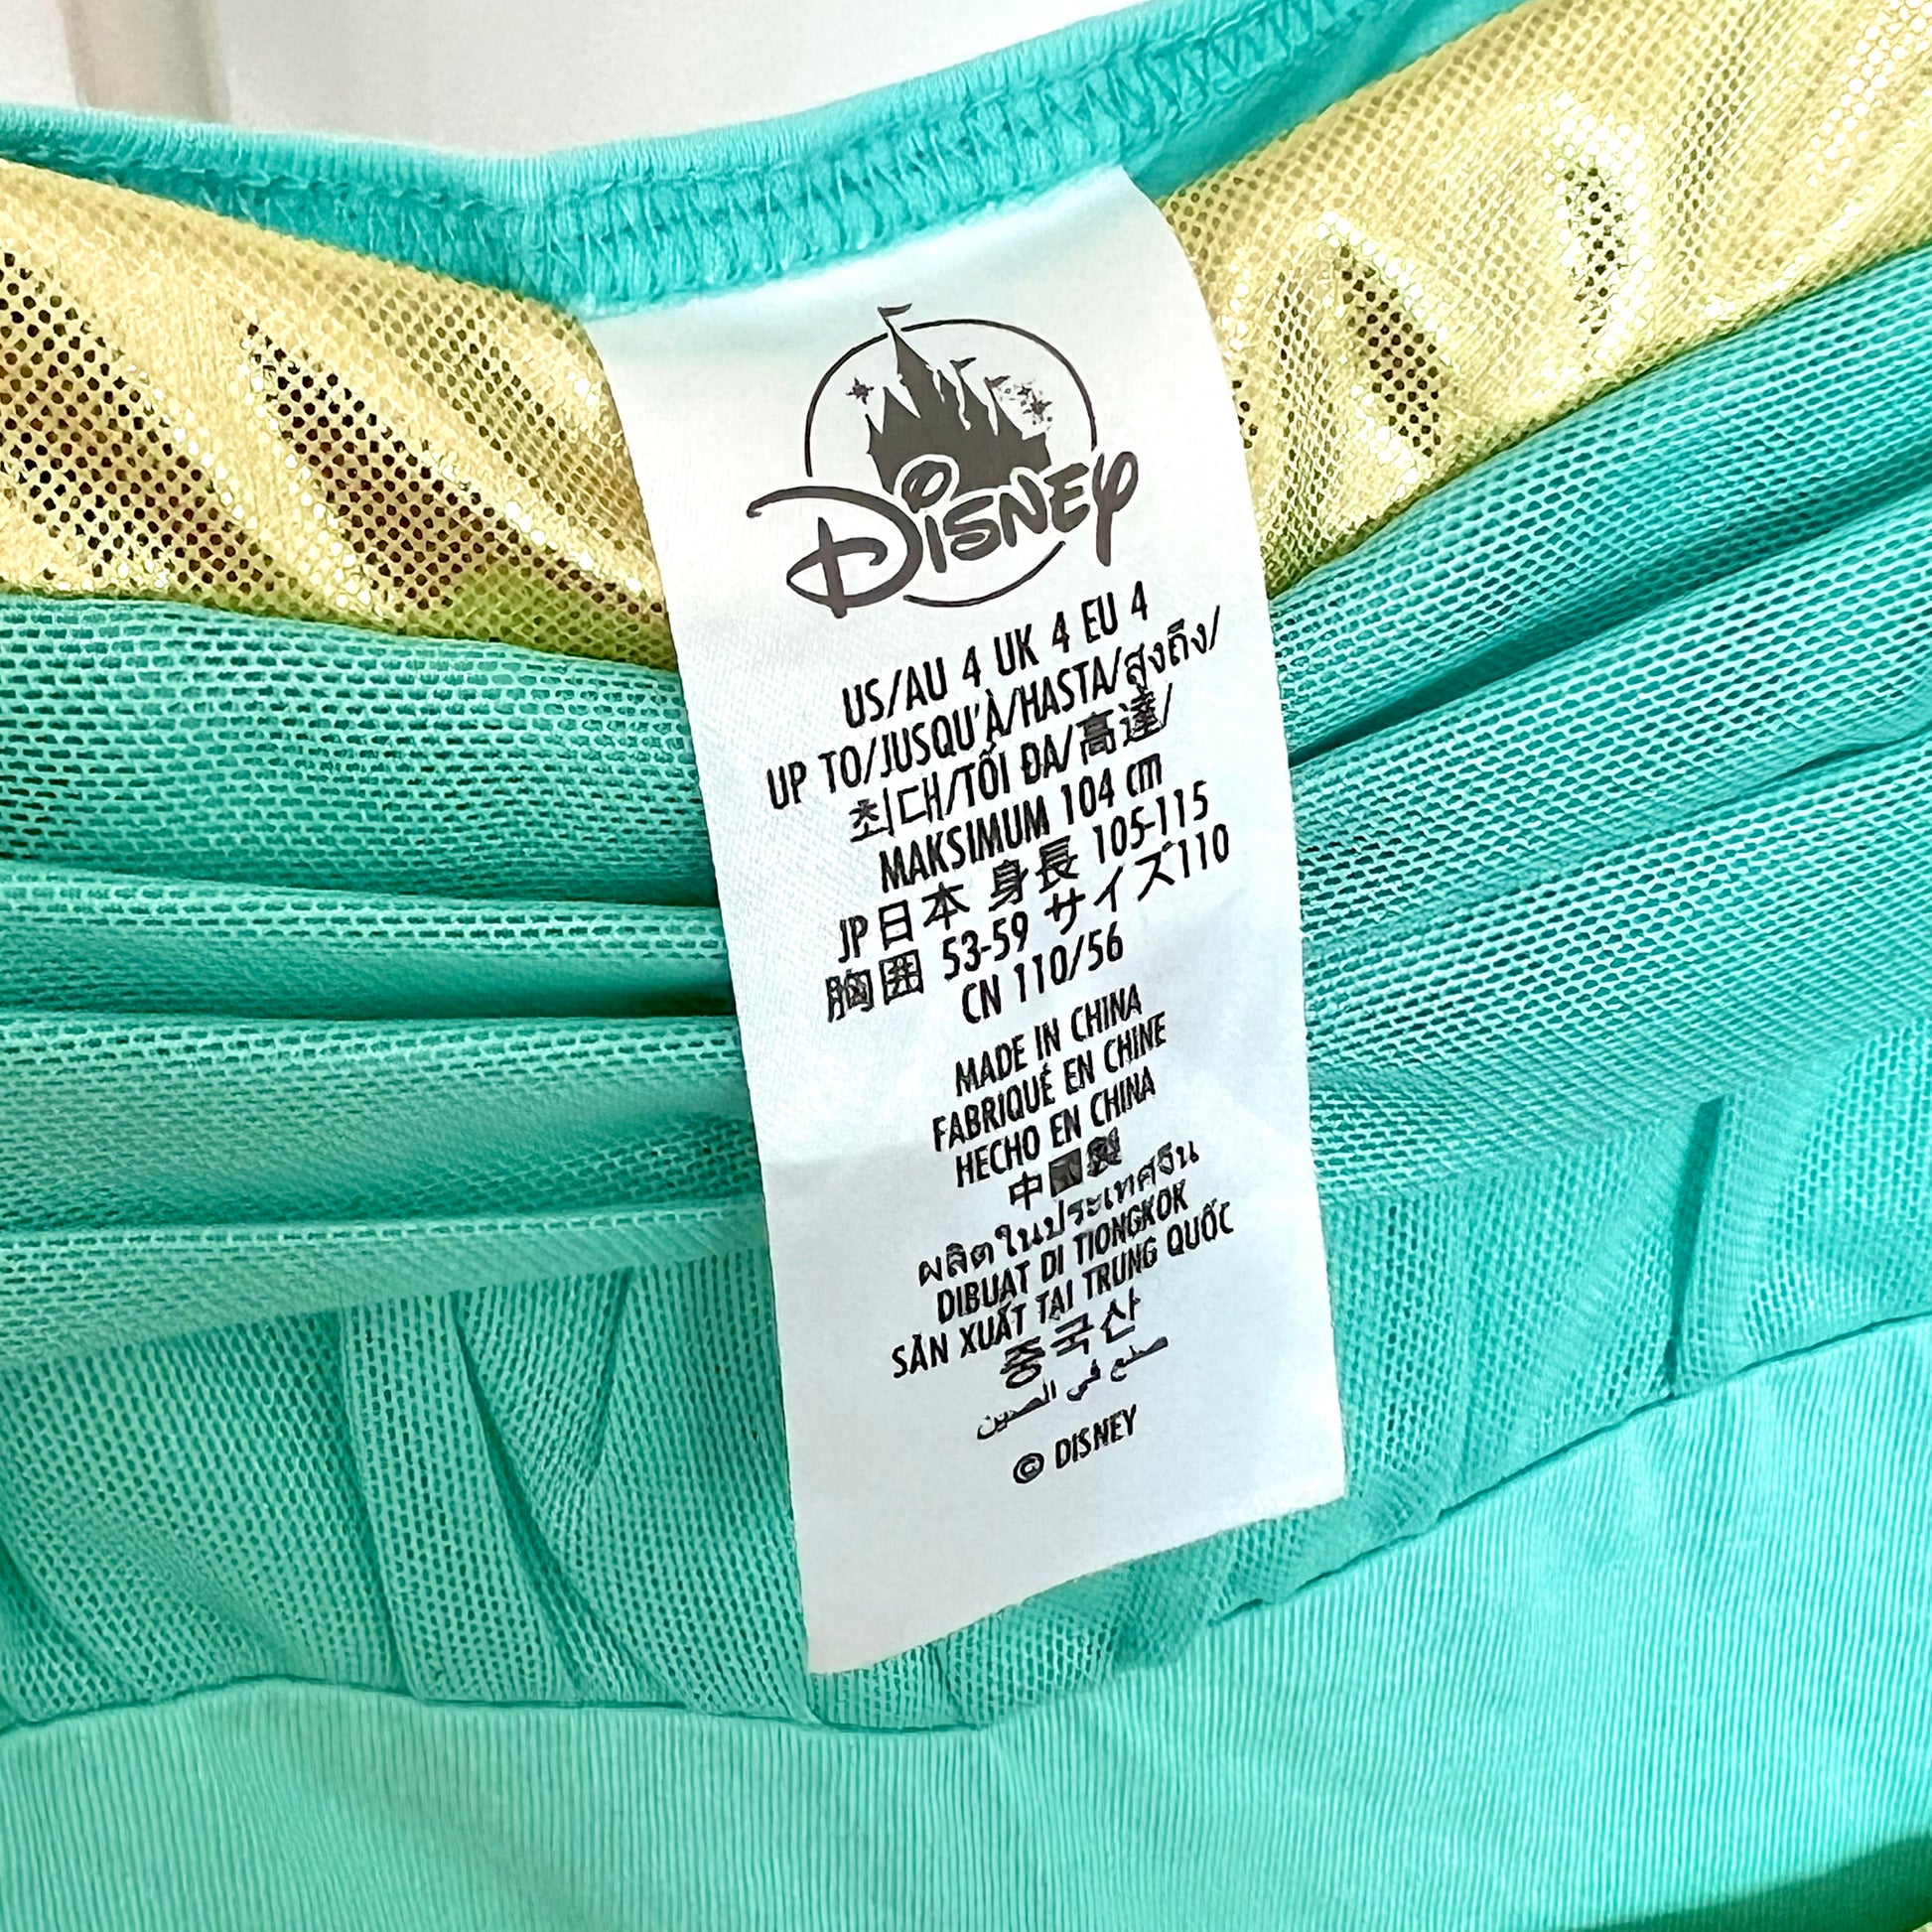 Disney
US/AU 4 UK 4 EU 4
UP TO/JUSQU'À/HASTA/สูงถึง/
최대/TỐI ĐA/高達/
MAKSIMUM 104 cm
JP日本 身長 105-115
胸囲 53-59 サイズ110
CN 110/56
MADE IN CHINA
FABRIQUÉ EN CHINE
HECHO EN CHINA
中國製
ผลิตในประเทศจีน
DIBUAT DI TIONGKOK
SẢN XUẤT TẠI TRUNG QUỐC
중국산
صنع في الصين
© DISNEY